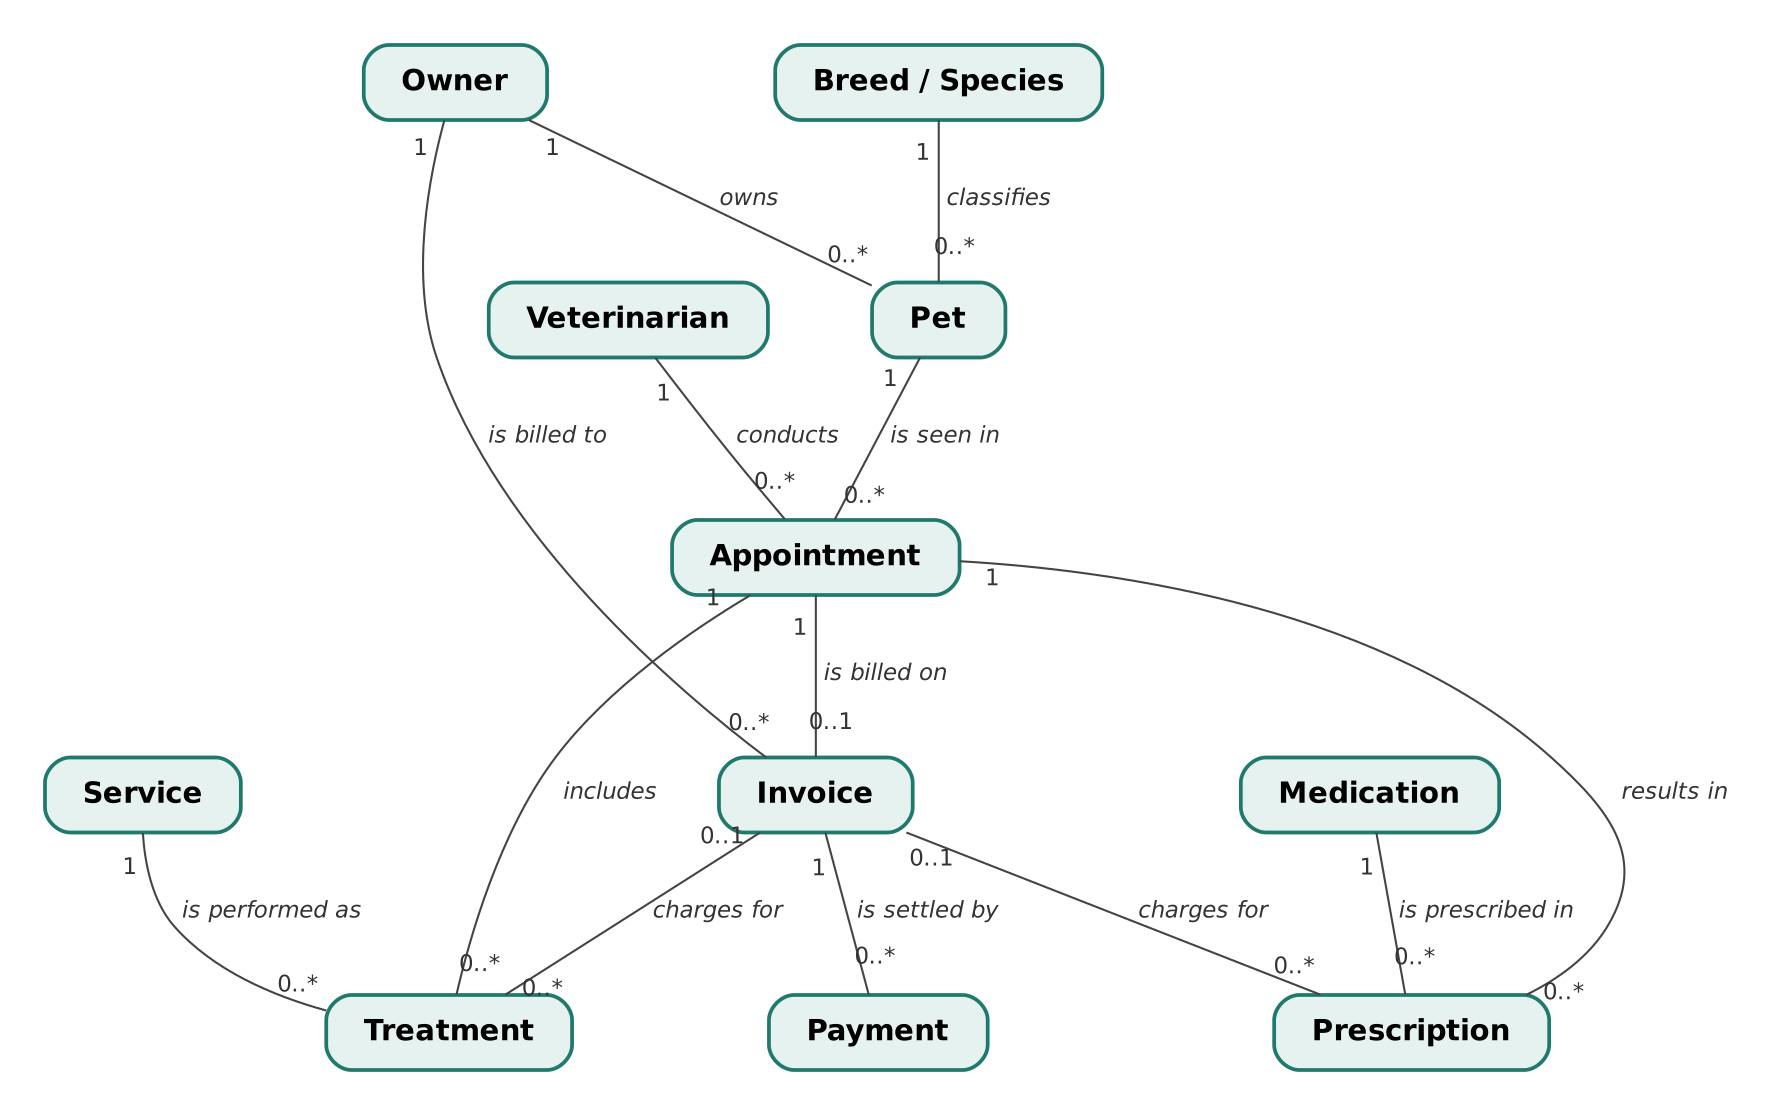 Owner
Breed / Species
1
1
1
owns
classifies
0..*
0..*
Veterinarian
Pet
1
1
is billed to
conducts
is seen in
0..*
0..*
Appointment
1
1
1
is billed on
0..*
0..1
Service
includes
Invoice
Medication
results in
0..1
0..1
1
1
1
is performed as
charges for
is settled by
charges for
is prescribed in
0..*
0..*
0..*
0..*
0..*
0..*
0..*
Treatment
Payment
Prescription